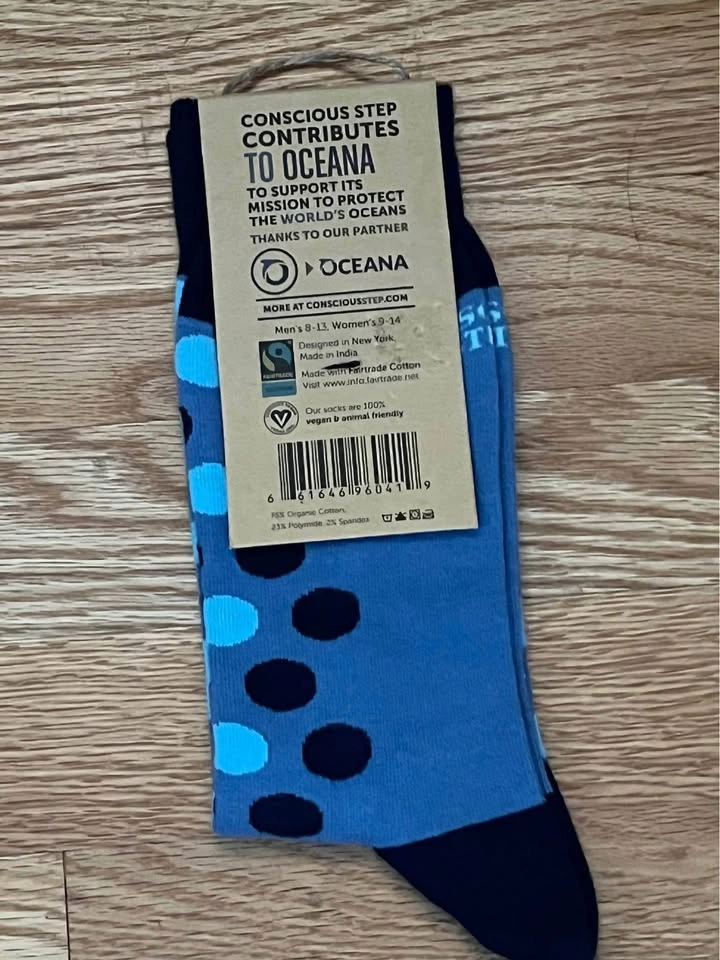 CONSCIOUS STEP
CONTRIBUTES
TO OCEANA
TO SUPPORT ITS
MISSION TO PROTECT
THE WORLD'S OCEANS
THANKS TO OUR PARTNER
OCEANA
MORE AT CONSCIOUSSTEP.COM
Men's 8-13, Women's 9-14
Designed in New York,
Made in India
FAIRTRADE
Made with Fairtrade Cotton
Visit www.info.fairtrade.net
Our socks are 100%
vegan & animal friendly
6 61646 96041 9
Organic Cotton,
23% Polymide, 2% Spandex